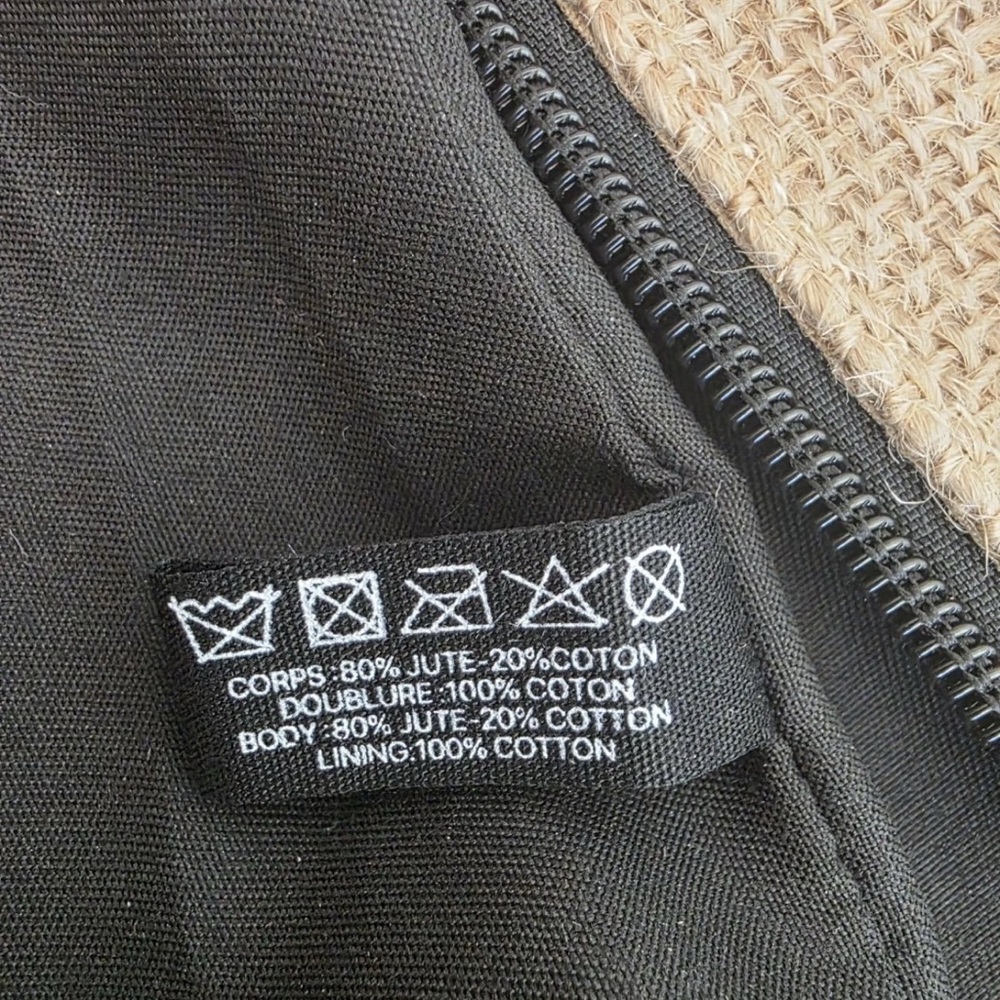 CORPS:80% JUTE-20%COTON
DOUBLURE:100% COTON
BODY:80% JUTE-20% COTTON
LINING:100% COTTON